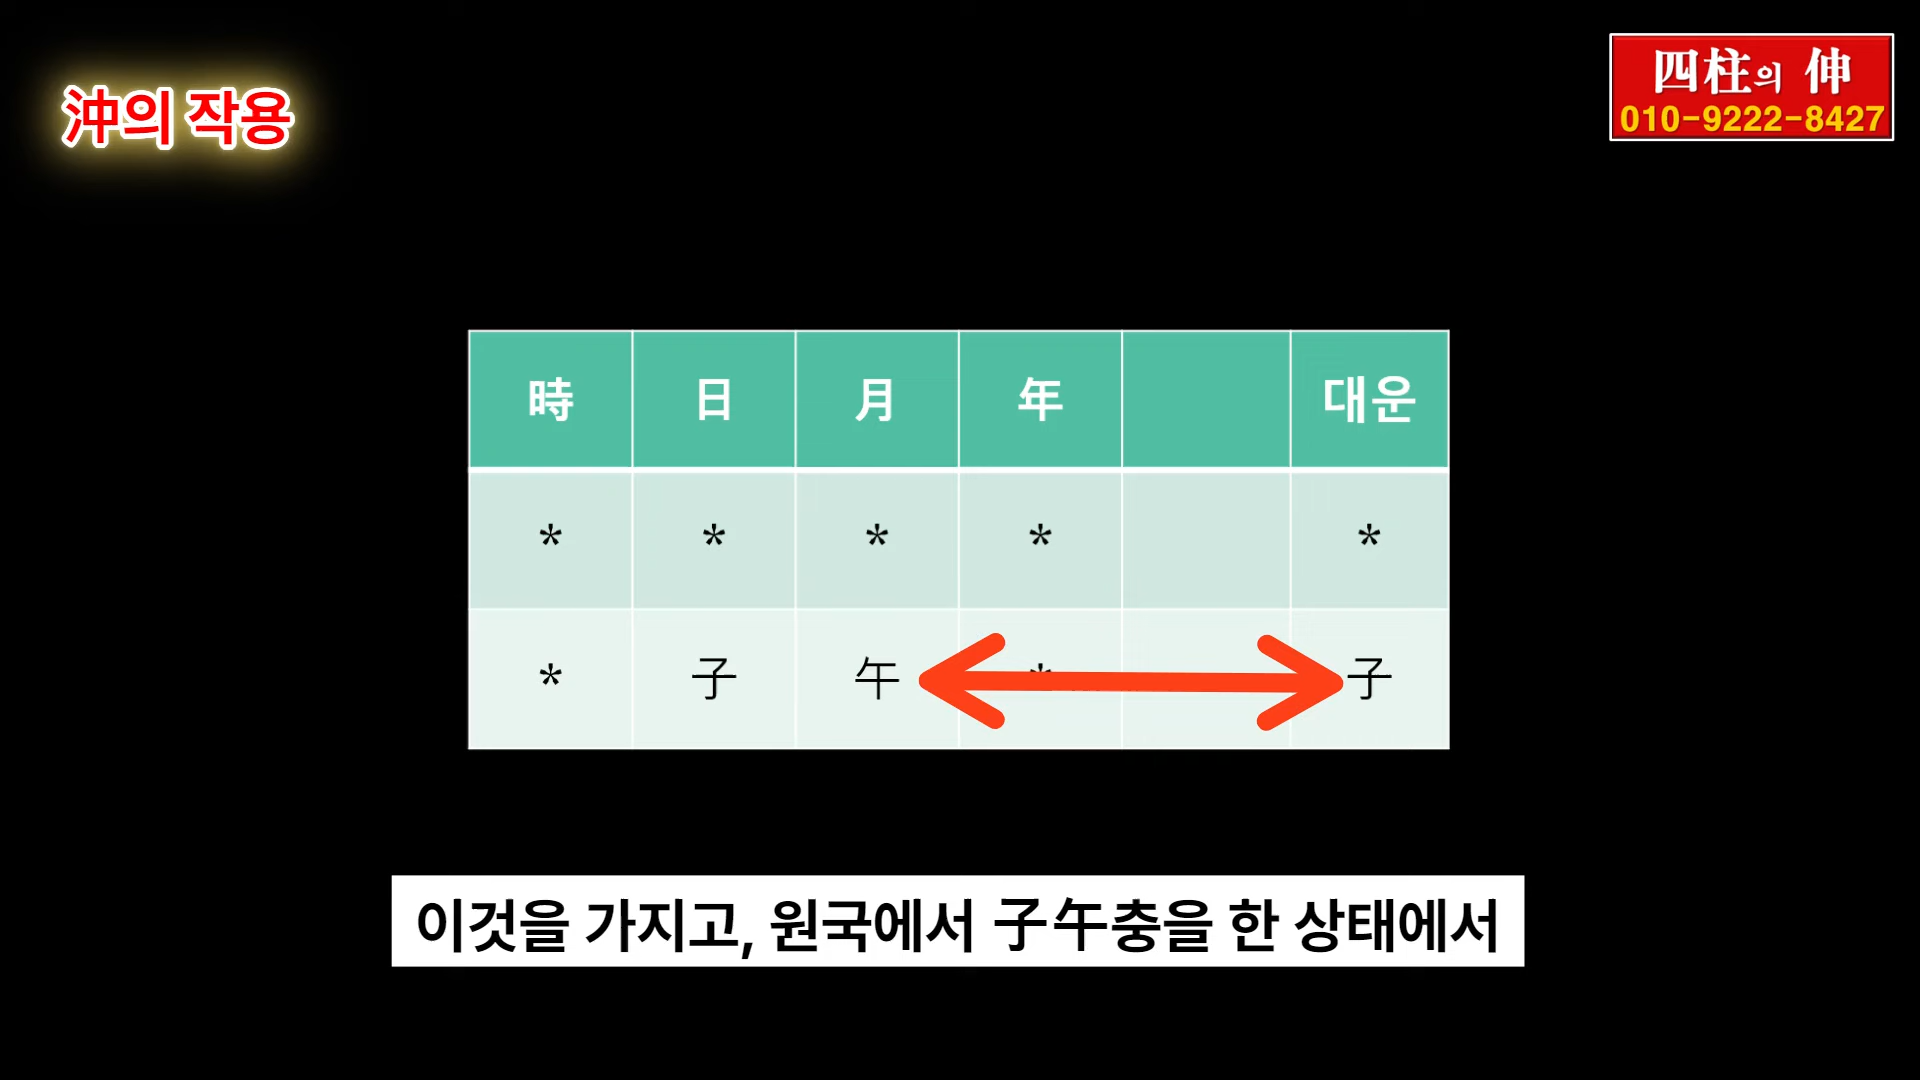 沖의 작용
四柱의 伸
010-9222-8427
時 日 月 年 대운
* * * * *
* 子 午 * 子
이것을 가지고, 원국에서 子午충을 한 상태에서